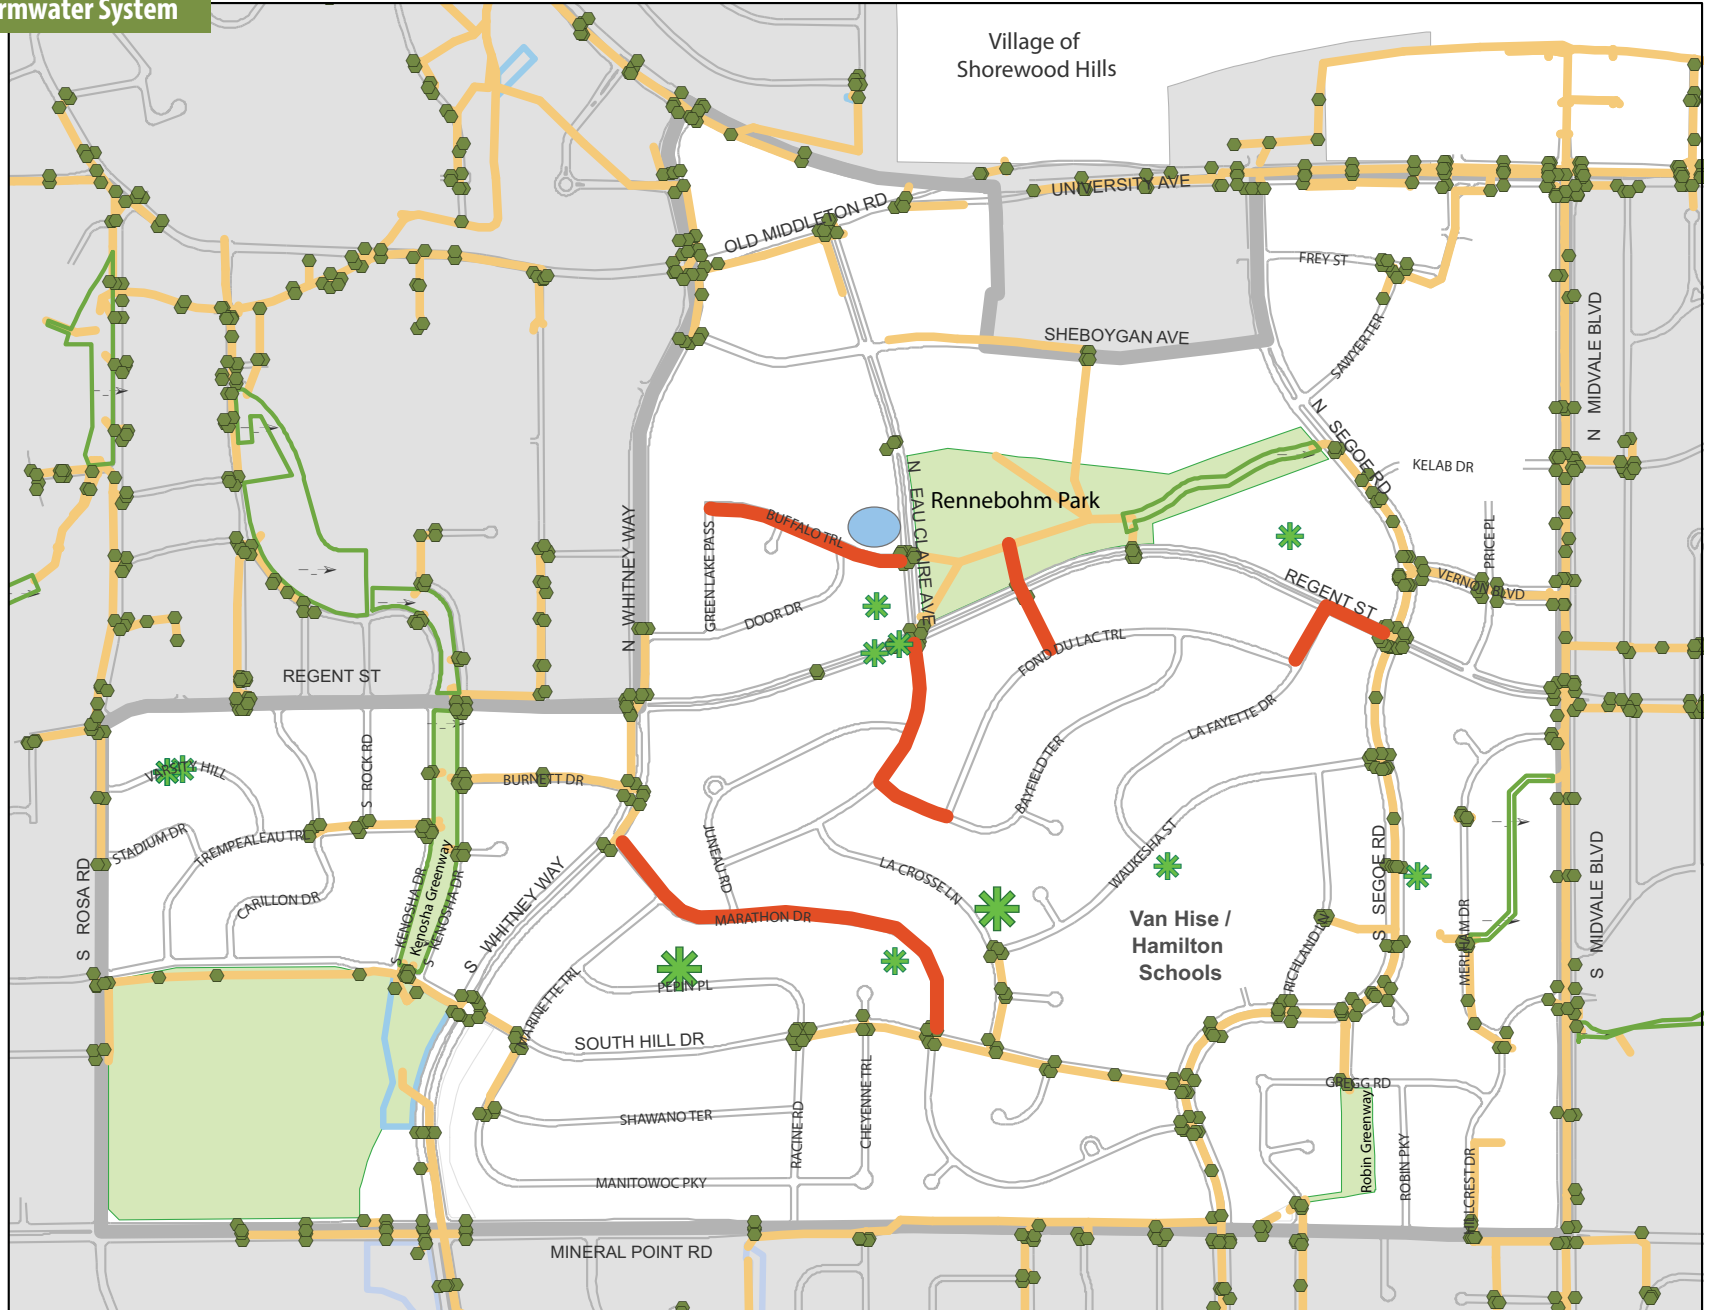 rmwater System
Village of
Shorewood Hills
UNIVERSITY AVE
OLD MIDDLETON RD
FREY ST
SHEBOYGAN AVE
SAWYER TER
N MIDVALE BLVD
N SEGOE RD
KELAB DR
N EAU CLAIRE AVE
Rennebohm Park
BUFFALO TRL
GREEN LAKE PASS
N WHITNEY WAY
PRICE PL
VERNON BLVD
REGENT ST
DOOR DR
FOND DU LAC TRL
REGENT ST
LA FAYETTE DR
BAYFIELD TER
S ROCK RD
VARSITY HILL
BURNETT DR
STADIUM DR
TREMPEALEAU TRL
JUNEAU RD
LA CROSSE LN
WAUKESHA ST
S SEGOE RD
S MIDVALE BLVD
S ROSA RD
CARILLON DR
S KENOSHA DR
Kenosha Greenway
S KENOSHA DR
S WHITNEY WAY
MARATHON DR
Van Hise /
Hamilton
Schools
RICHLAND LN
MERLHAM DR
PEPIN PL
MARINETTE TRL
SOUTH HILL DR
CHEYENNE TRL
RACINE RD
SHAWANO TER
MANITOWOC PKY
GREGG RD
Robin Greenway
ROBIN PKY
HILLCREST DR
MINERAL POINT RD